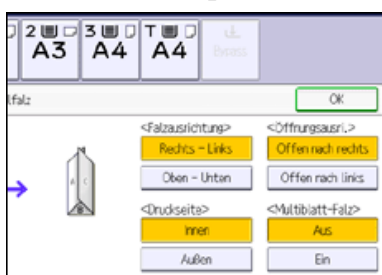 2 3 T
A3 A4 A4
Bypass
lfalz
OK
<Falzausrichtung> <Öffnungsausri.>
Rechts - Links Offen nach rechts
Oben - Unten Offen nach links
<Druckseite> <Multiblatt-Falz>
Innen Aus
Außen Ein